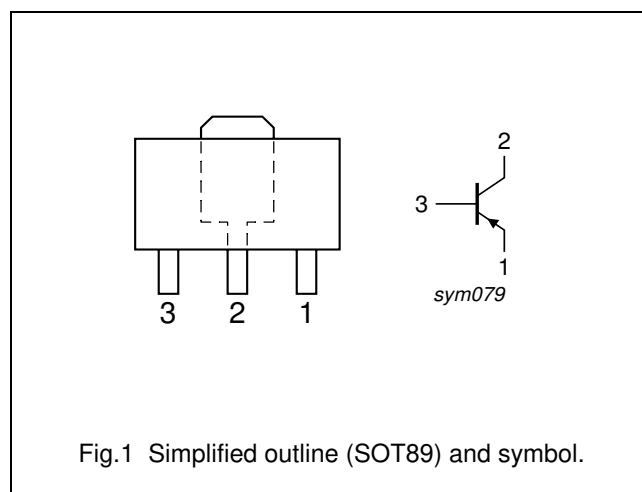 2
3
1
sym079
3 2 1
Fig.1 Simplified outline (SOT89) and symbol.